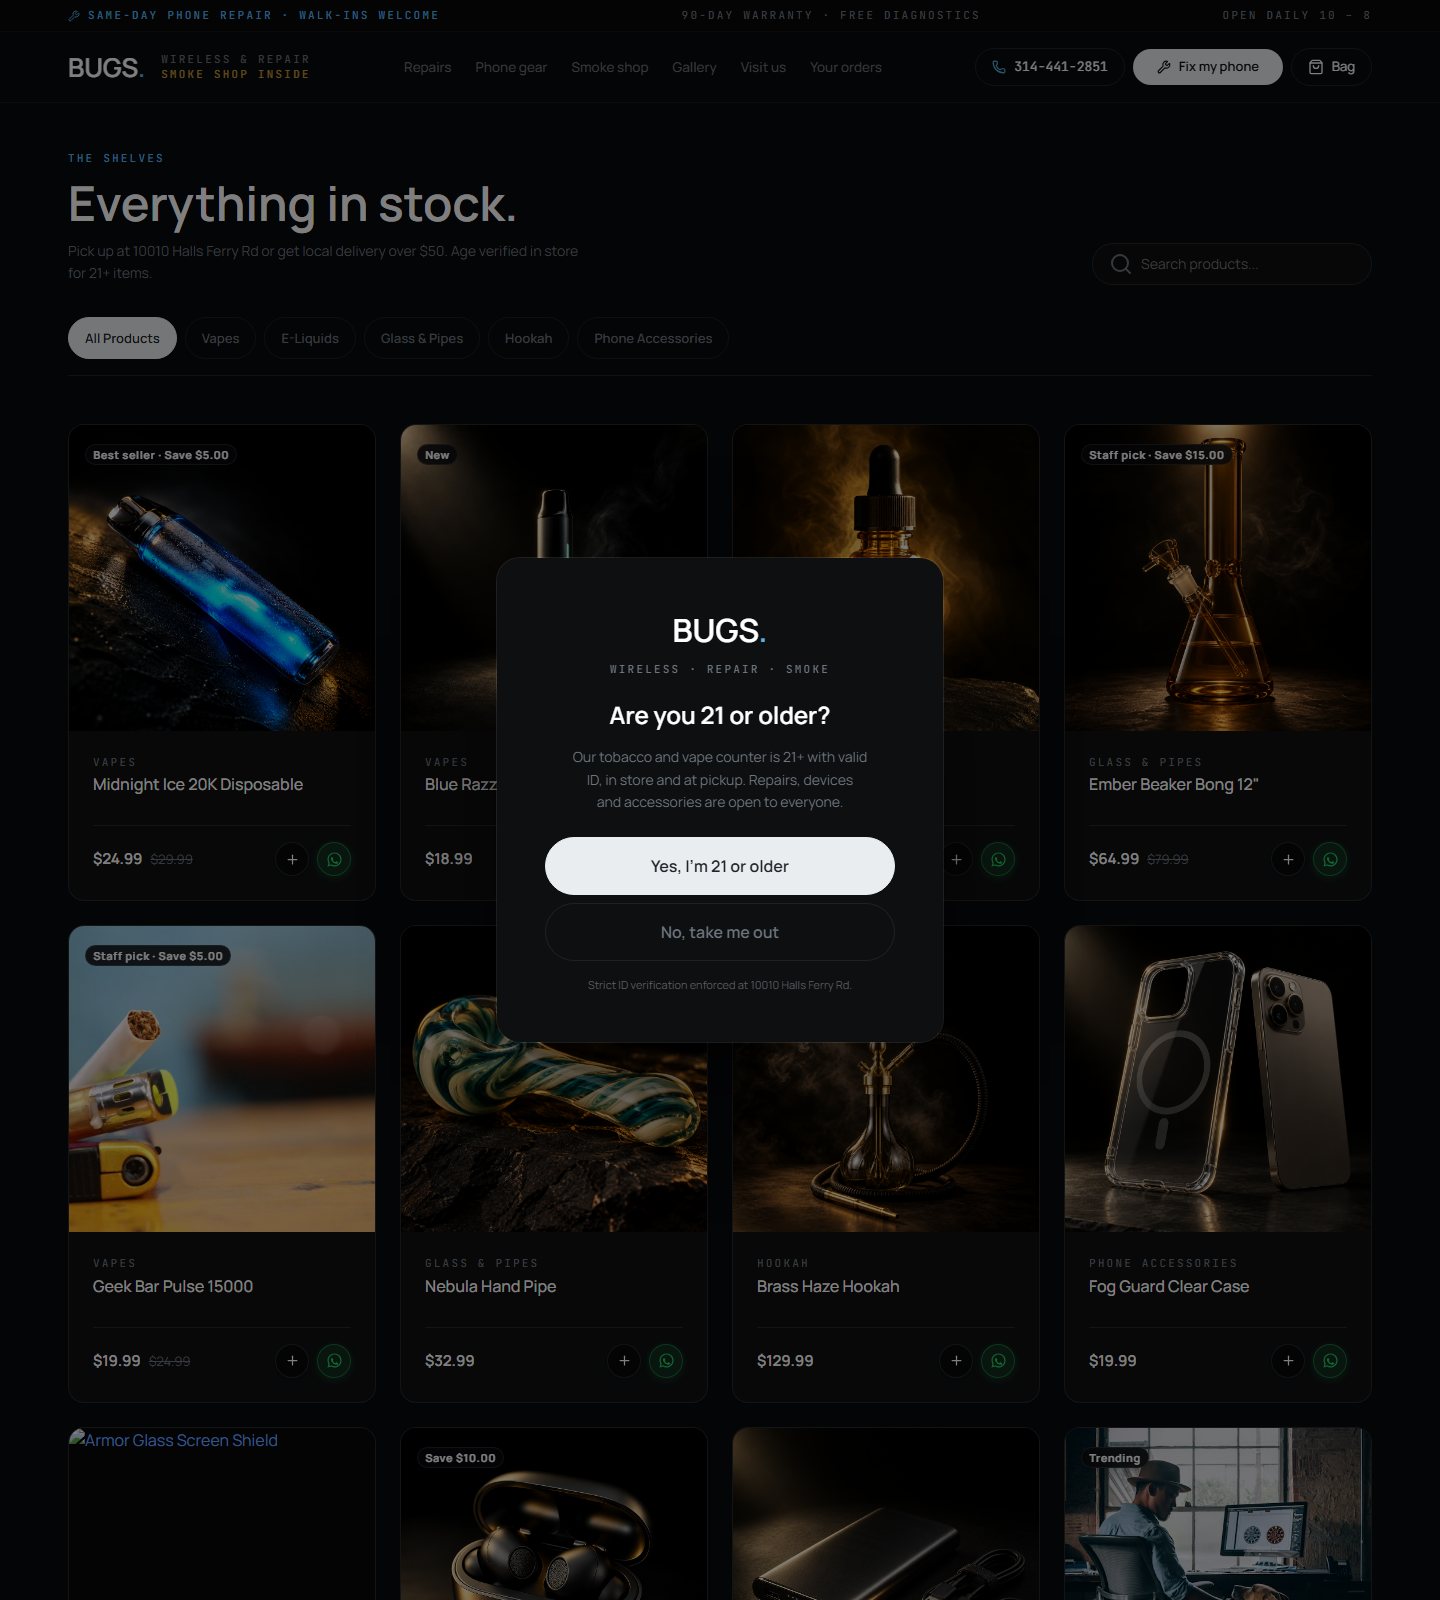 SAME-DAY PHONE REPAIR · WALK-INS WELCOME
90-DAY WARRANTY · FREE DIAGNOSTICS
OPEN DAILY 10 – 8
BUGS.
WIRELESS & REPAIR
SMOKE SHOP INSIDE
Repairs
Phone gear
Smoke shop
Gallery
Visit us
Your orders
314-441-2851
Fix my phone
Bag
THE SHELVES
Everything in stock.
Pick up at 10010 Halls Ferry Rd or get local delivery over $50. Age verified in store
for 21+ items.
Search products...
All Products
Vapes
E-Liquids
Glass & Pipes
Hookah
Phone Accessories
Best seller · Save $5.00
New
Staff pick · Save $15.00
VAPES
Midnight Ice 20K Disposable
$24.99 $29.99
VAPES
Blue Razz
$18.99
GLASS & PIPES
Ember Beaker Bong 12"
$64.99 $79.99
BUGS.
WIRELESS · REPAIR · SMOKE
Are you 21 or older?
Our tobacco and vape counter is 21+ with valid
ID, in store and at pickup. Repairs, devices
and accessories are open to everyone.
Yes, I'm 21 or older
No, take me out
Strict ID verification enforced at 10010 Halls Ferry Rd.
Staff pick · Save $5.00
VAPES
Geek Bar Pulse 15000
$19.99 $24.99
GLASS & PIPES
Nebula Hand Pipe
$32.99
HOOKAH
Brass Haze Hookah
$129.99
PHONE ACCESSORIES
Fog Guard Clear Case
$19.99
Armor Glass Screen Shield
Save $10.00
Trending